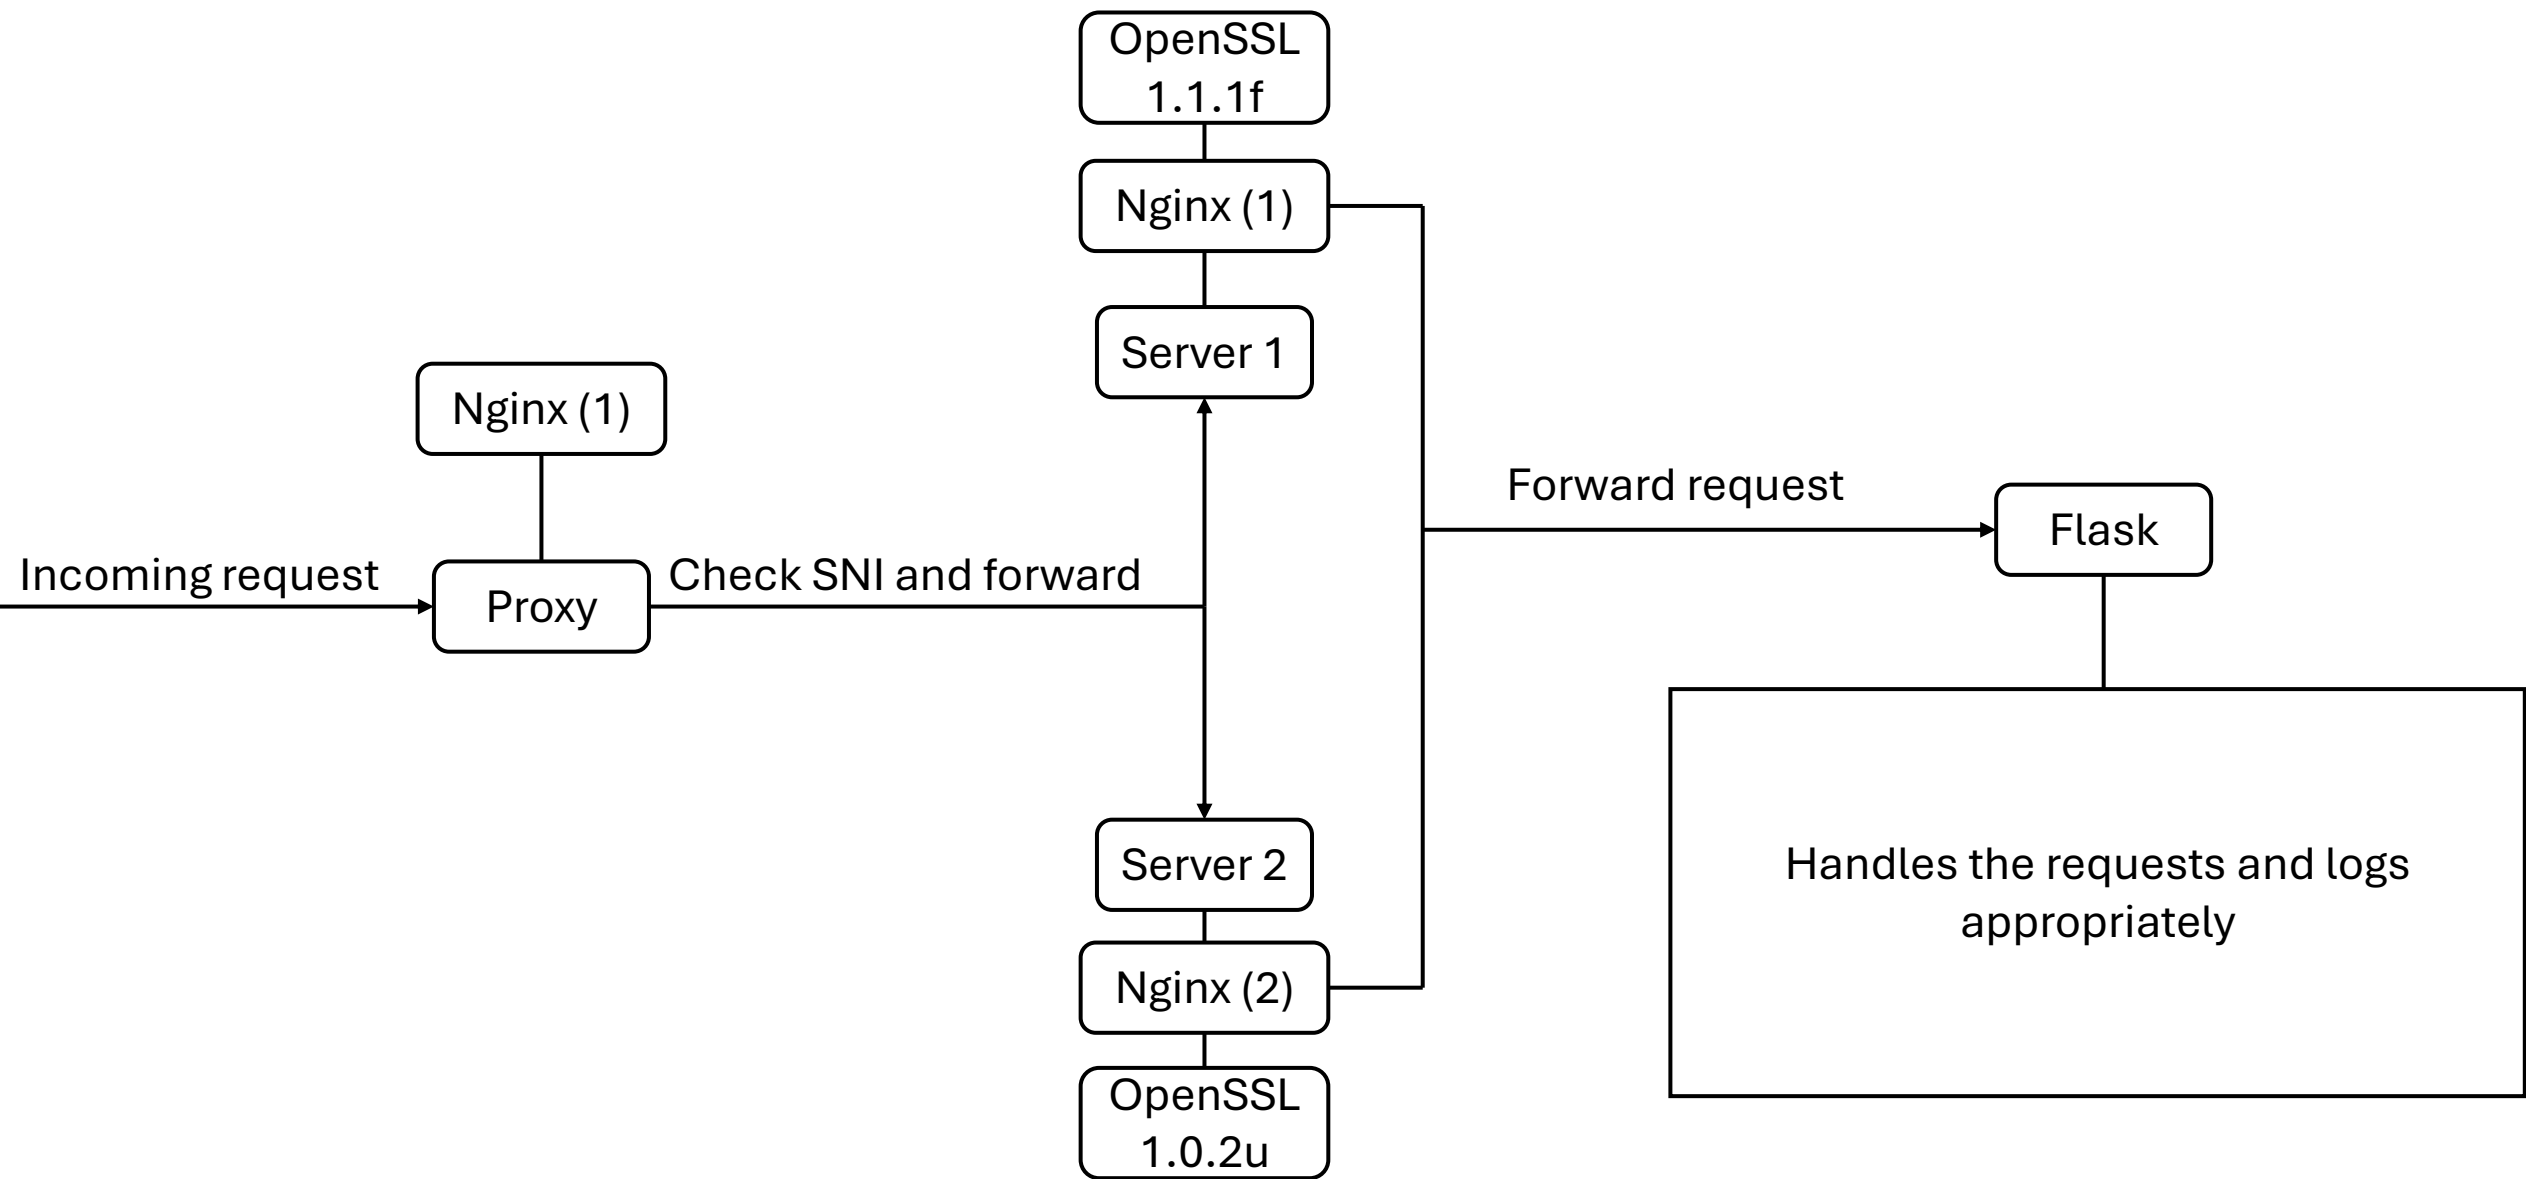 OpenSSL
1.1.1f
Nginx (1)
Server 1
Nginx (1)
Incoming request
Proxy
Check SNI and forward
Forward request
Flask
Server 2
Nginx (2)
OpenSSL
1.0.2u
Handles the requests and logs
appropriately